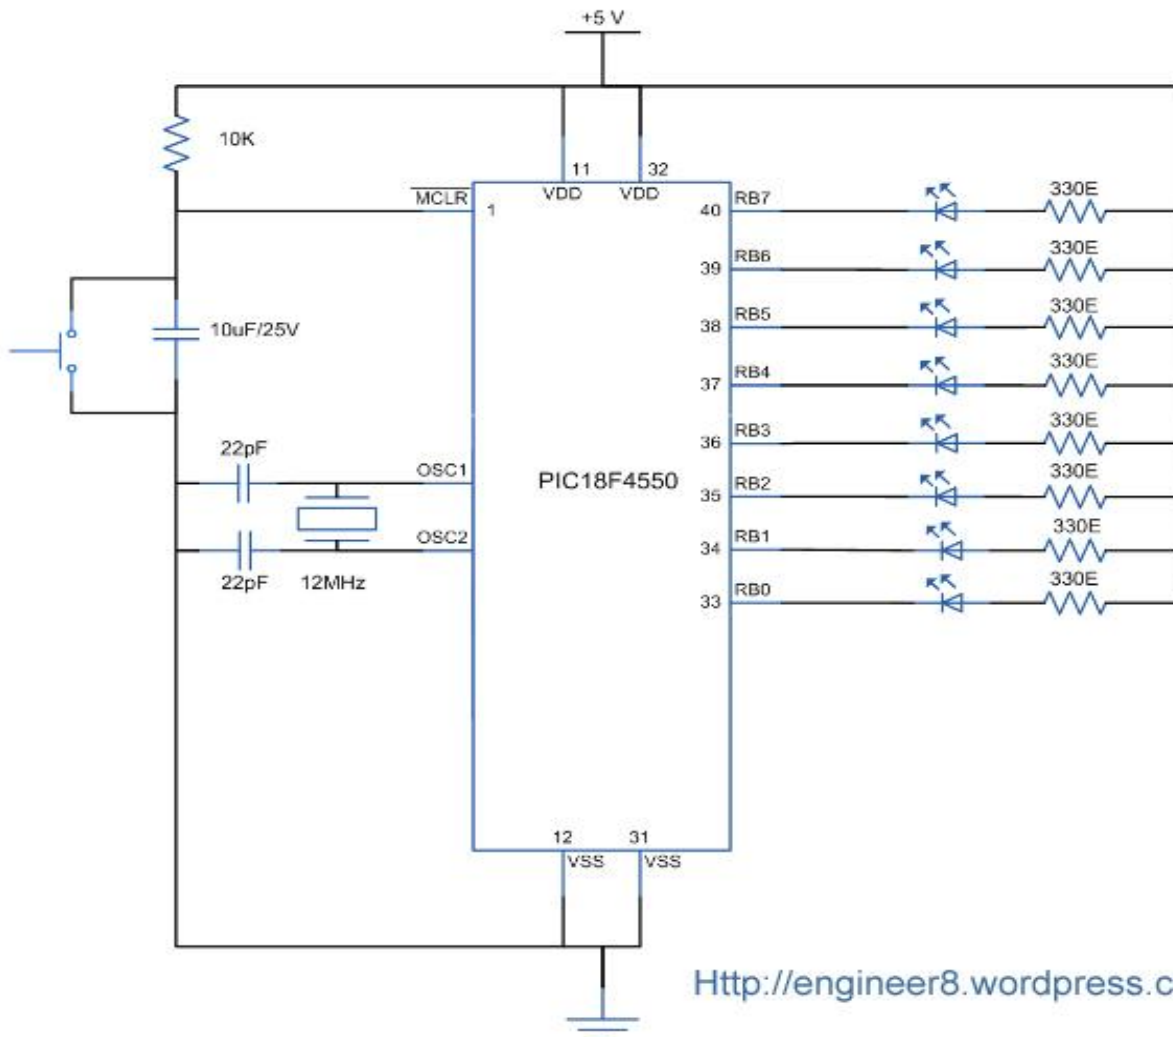 +5 V
10K
11
32
MCLR
VDD
VDD
1
40
RB7
330E
39
RB6
330E
38
RB5
330E
10uF/25V
37
RB4
330E
36
RB3
330E
22pF
OSC1
PIC18F4550
35
RB2
330E
OSC2
34
RB1
330E
22pF
12MHz
33
RB0
330E
12
31
VSS
VSS
Http://engineer8.wordpress.c